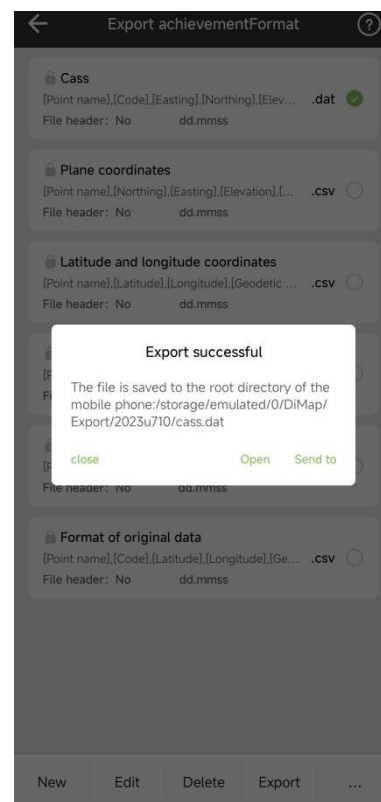 Export achievementFormat
Cass
[Point name],[Code],[Easting],[Northing],[Elev... .dat
File header: No dd.mmss
Plane coordinates
[Point name],[Northing],[Easting],[Elevation],[... .csv
File header: No dd.mmss
Latitude and longitude coordinates
[Point name],[Latitude],[Longitude],[Geodetic ... .csv
File header: No dd.mmss
Export successful
The file is saved to the root directory of the
mobile phone:/storage/emulated/0/DiMap/
Export/2023u710/cass.dat
close Open Send to
File header: No dd.mmss
Format of original data
[Point name],[Code],[Latitude],[Longitude],[Ge... .csv
File header: No dd.mmss
New Edit Delete Export ...